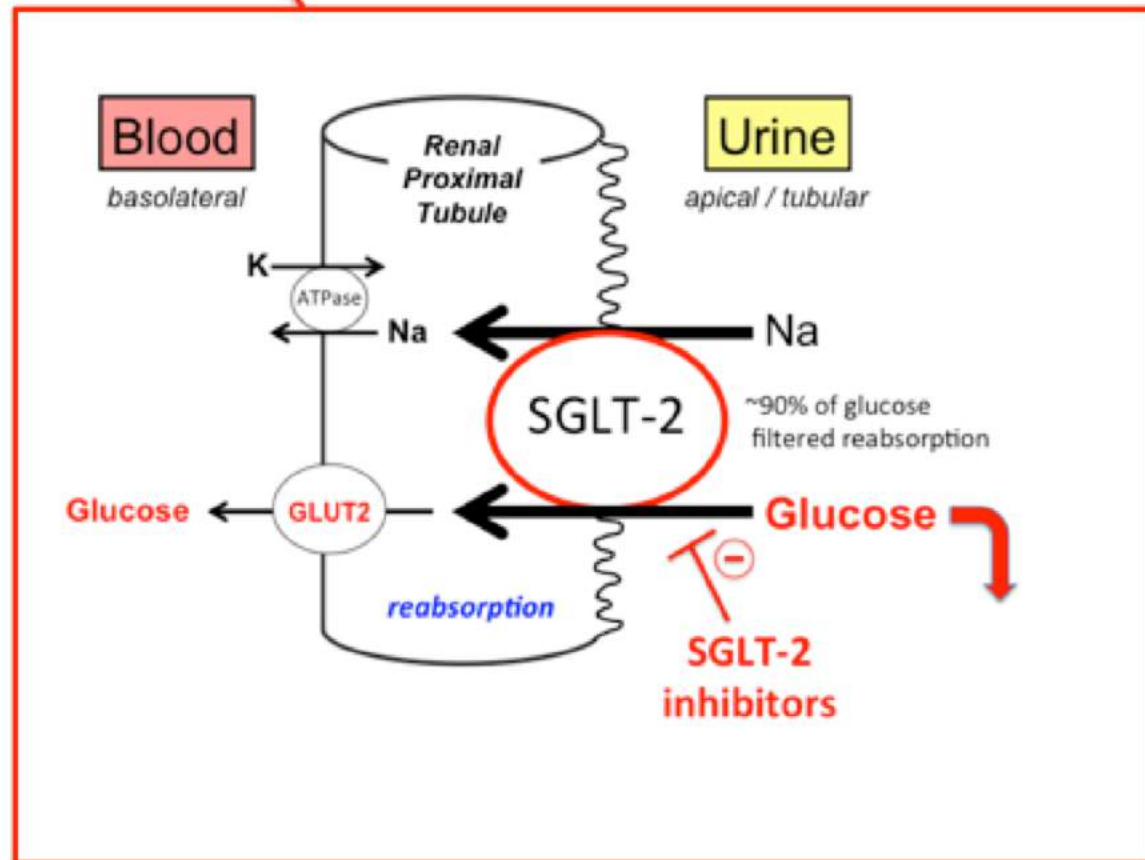 Blood
basolateral
Renal
Proximal
Tubule
Urine
apical / tubular
K
ATPase
Na
Na
SGLT-2
~90% of glucose
filtered reabsorption
Glucose
GLUT2
Glucose
reabsorption
SGLT-2
inhibitors